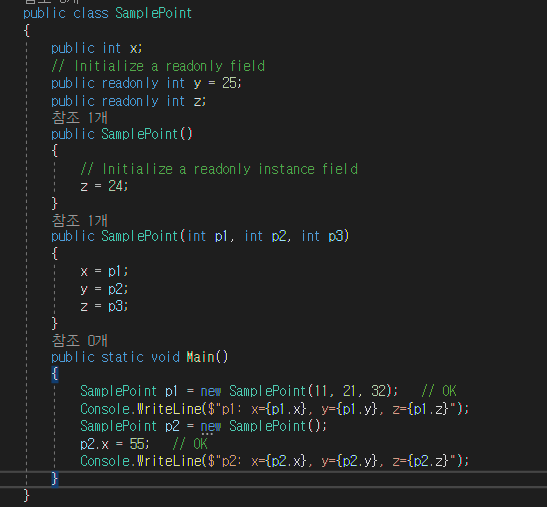 public class SamplePoint
{
public int x;
// Initialize a readonly field
public readonly int y = 25;
public readonly int z;
참조 1개
public SamplePoint()
{
// Initialize a readonly instance field
z = 24;
}
참조 1개
public SamplePoint(int p1, int p2, int p3)
{
x = p1;
y = p2;
z = p3;
}
참조 0개
public static void Main()
{
SamplePoint p1 = new SamplePoint(11, 21, 32);   // OK
Console.WriteLine($"p1: x={p1.x}, y={p1.y}, z={p1.z}");
SamplePoint p2 = new SamplePoint();
p2.x = 55;   // OK
Console.WriteLine($"p2: x={p2.x}, y={p2.y}, z={p2.z}");
}
}